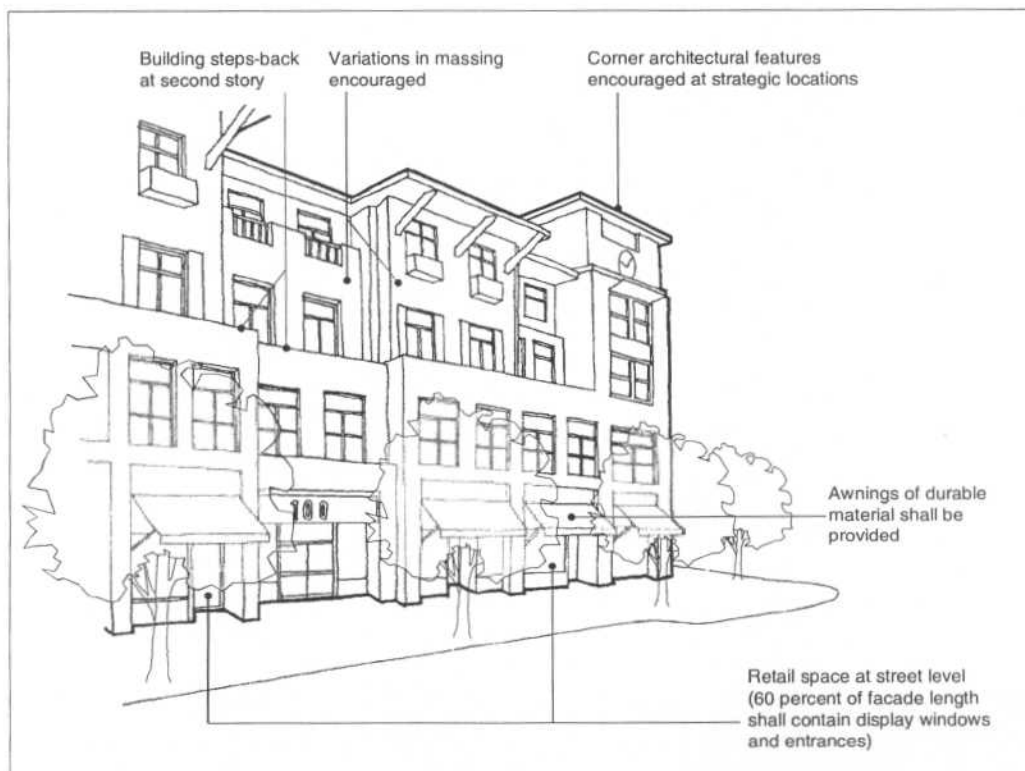 Building steps-back
at second story
Variations in massing
encouraged
Corner architectural features
encouraged at strategic locations
100
Awnings of durable
material shall be
provided
Retail space at street level
(60 percent of facade length
shall contain display windows
and entrances)